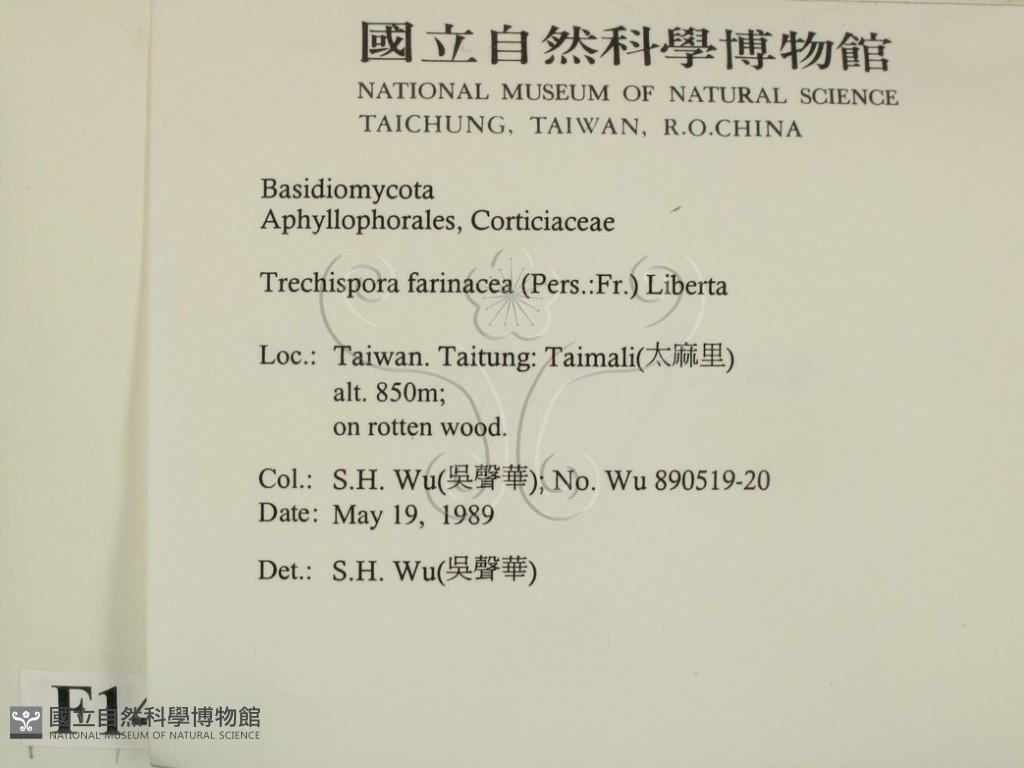 國立自然科學博物館
NATIONAL MUSEUM OF NATURAL SCIENCE
TAICHUNG, TAIWAN, R.O.CHINA
Basidiomycota
Aphyllophorales, Corticiaceae
Trechispora farinacea (Pers.:Fr.) Liberta
Loc.: Taiwan. Taitung: Taimali(太麻里)
alt. 850m;
on rotten wood.
Col.: S.H. Wu(吳聲華); No. Wu 890519-20
Date: May 19, 1989
Det.: S.H. Wu(吳聲華)
國立自然科學博物館
NATIONAL MUSEUM OF NATURAL SCIENCE